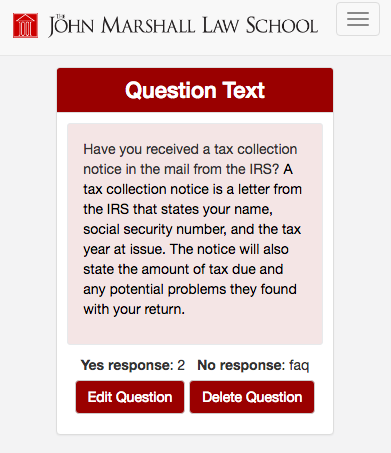 THE JOHN MARSHALL LAW SCHOOL
Question Text
Have you received a tax collection
notice in the mail from the IRS? A
tax collection notice is a letter from
the IRS that states your name,
social security number, and the tax
year at issue. The notice will also
state the amount of tax due and
any potential problems they found
with your return.
Yes response: 2 No response: faq
Edit Question Delete Question